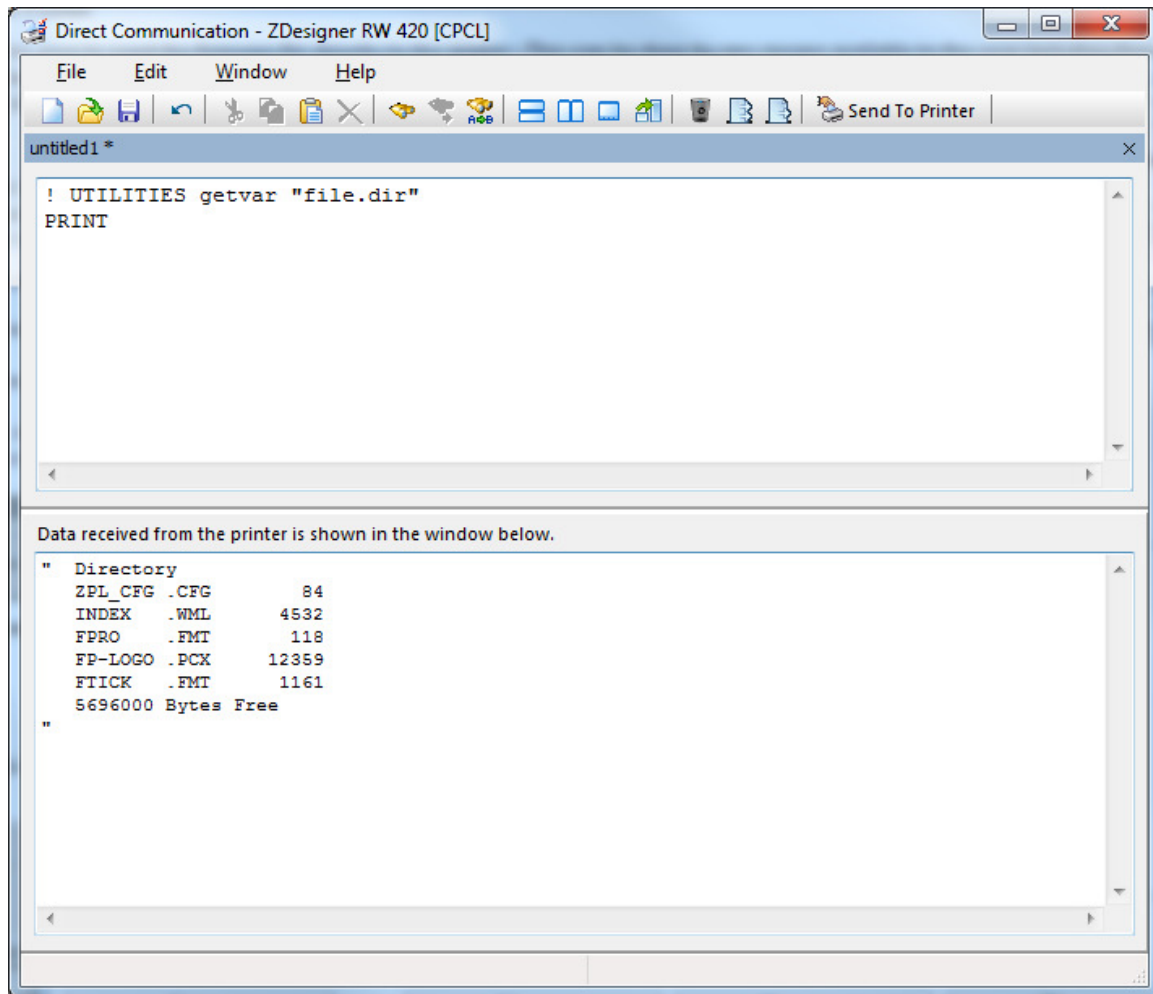 Direct Communication - ZDesigner RW 420 [CPCL]
File Edit Window Help
A B Send To Printer
untitled1 *
! UTILITIES getvar "file.dir"
PRINT
Data received from the printer is shown in the window below.
"  Directory
   ZPL_CFG .CFG        84
   INDEX   .WML      4532
   FPRO    .FMT       118
   FP-LOGO .PCX     12359
   FTICK   .FMT      1161
   5696000 Bytes Free
"